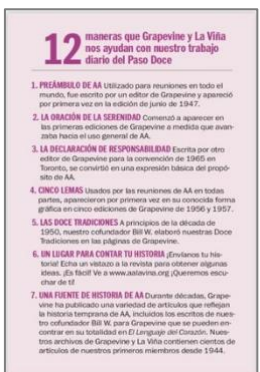 12 maneras que Grapevine y La Viña
nos ayudan con nuestro trabajo
diario del Paso Doce
1. PREÁMBULO DE AA Utilizado para reuniones en todo el
mundo, fue escrito por un editor de Grapevine y apareció
por primera vez en la edición de junio de 1947.
2. LA ORACIÓN DE LA SERENIDAD Comenzó a aparecer en
las primeras ediciones de Grapevine a medida que avan-
zaba hacia el uso general de AA.
3. LA DECLARACIÓN DE RESPONSABILIDAD Escrita por otro
editor de Grapevine para la convención de 1965 en
Toronto, se convirtió en una expresión básica del propó-
sito de AA.
4. CINCO LEMAS Usados por las reuniones de AA en todas
partes, aparecieron por primera vez en su conocida forma
gráfica en cinco ediciones de Grapevine de 1956 y 1957.
5. LAS DOCE TRADICIONES A principios de la década de
1950, nuestro cofundador Bill W. elaboró nuestras Doce
Tradiciones en las páginas de Grapevine.
6. UN LUGAR PARA CONTAR TU HISTORIA ¡Envíanos tu his-
toria! Echa un vistazo a la revista para obtener algunas
ideas. ¡Es fácil! Ve a www.aalavina.org ¡Queremos escu-
char de ti!
7. UNA FUENTE DE HISTORIA DE AA Durante décadas, Grape-
vine ha publicado una variedad de artículos que reflejan
la historia temprana de AA, incluidos los escritos de nues-
tro cofundador Bill W. para Grapevine que se pueden en-
contrar en su totalidad en El Lenguaje del Corazón. Nues-
tros archivos de Grapevine y La Viña contienen cientos de
artículos de nuestros primeros miembros desde 1944.